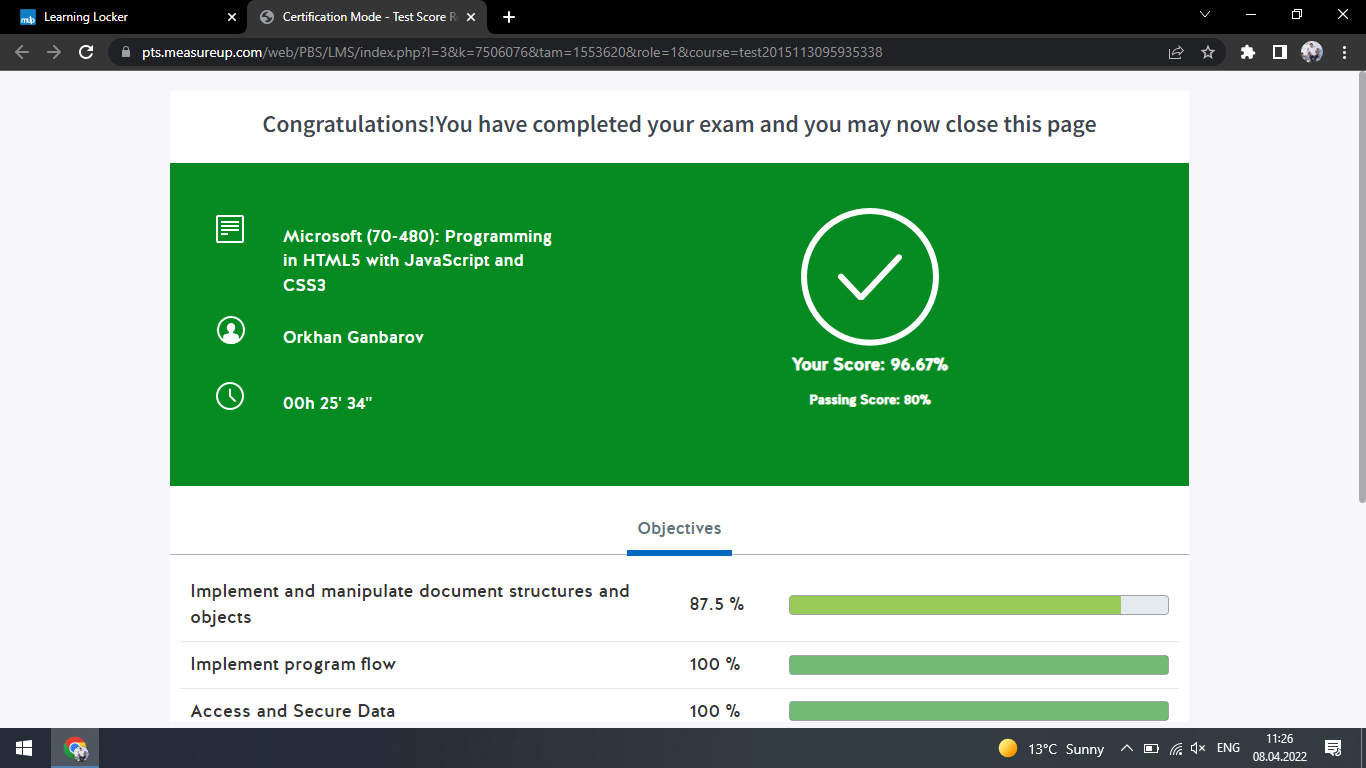 Learning Locker
Certification Mode - Test Score R
pts.measureup.com/web/PBS/LMS/index.php?l=3&k=7506076&tam=1553620&role=1&course=test2015113095935338
Congratulations!You have completed your exam and you may now close this page
Microsoft (70-480): Programming
in HTML5 with JavaScript and
CSS3
Orkhan Ganbarov
00h 25' 34"
Your Score: 96.67%
Passing Score: 80%
Objectives
Implement and manipulate document structures and
objects
87.5 %
Implement program flow 100 %
Access and Secure Data 100 %
13°C Sunny
ENG
11:26
08.04.2022